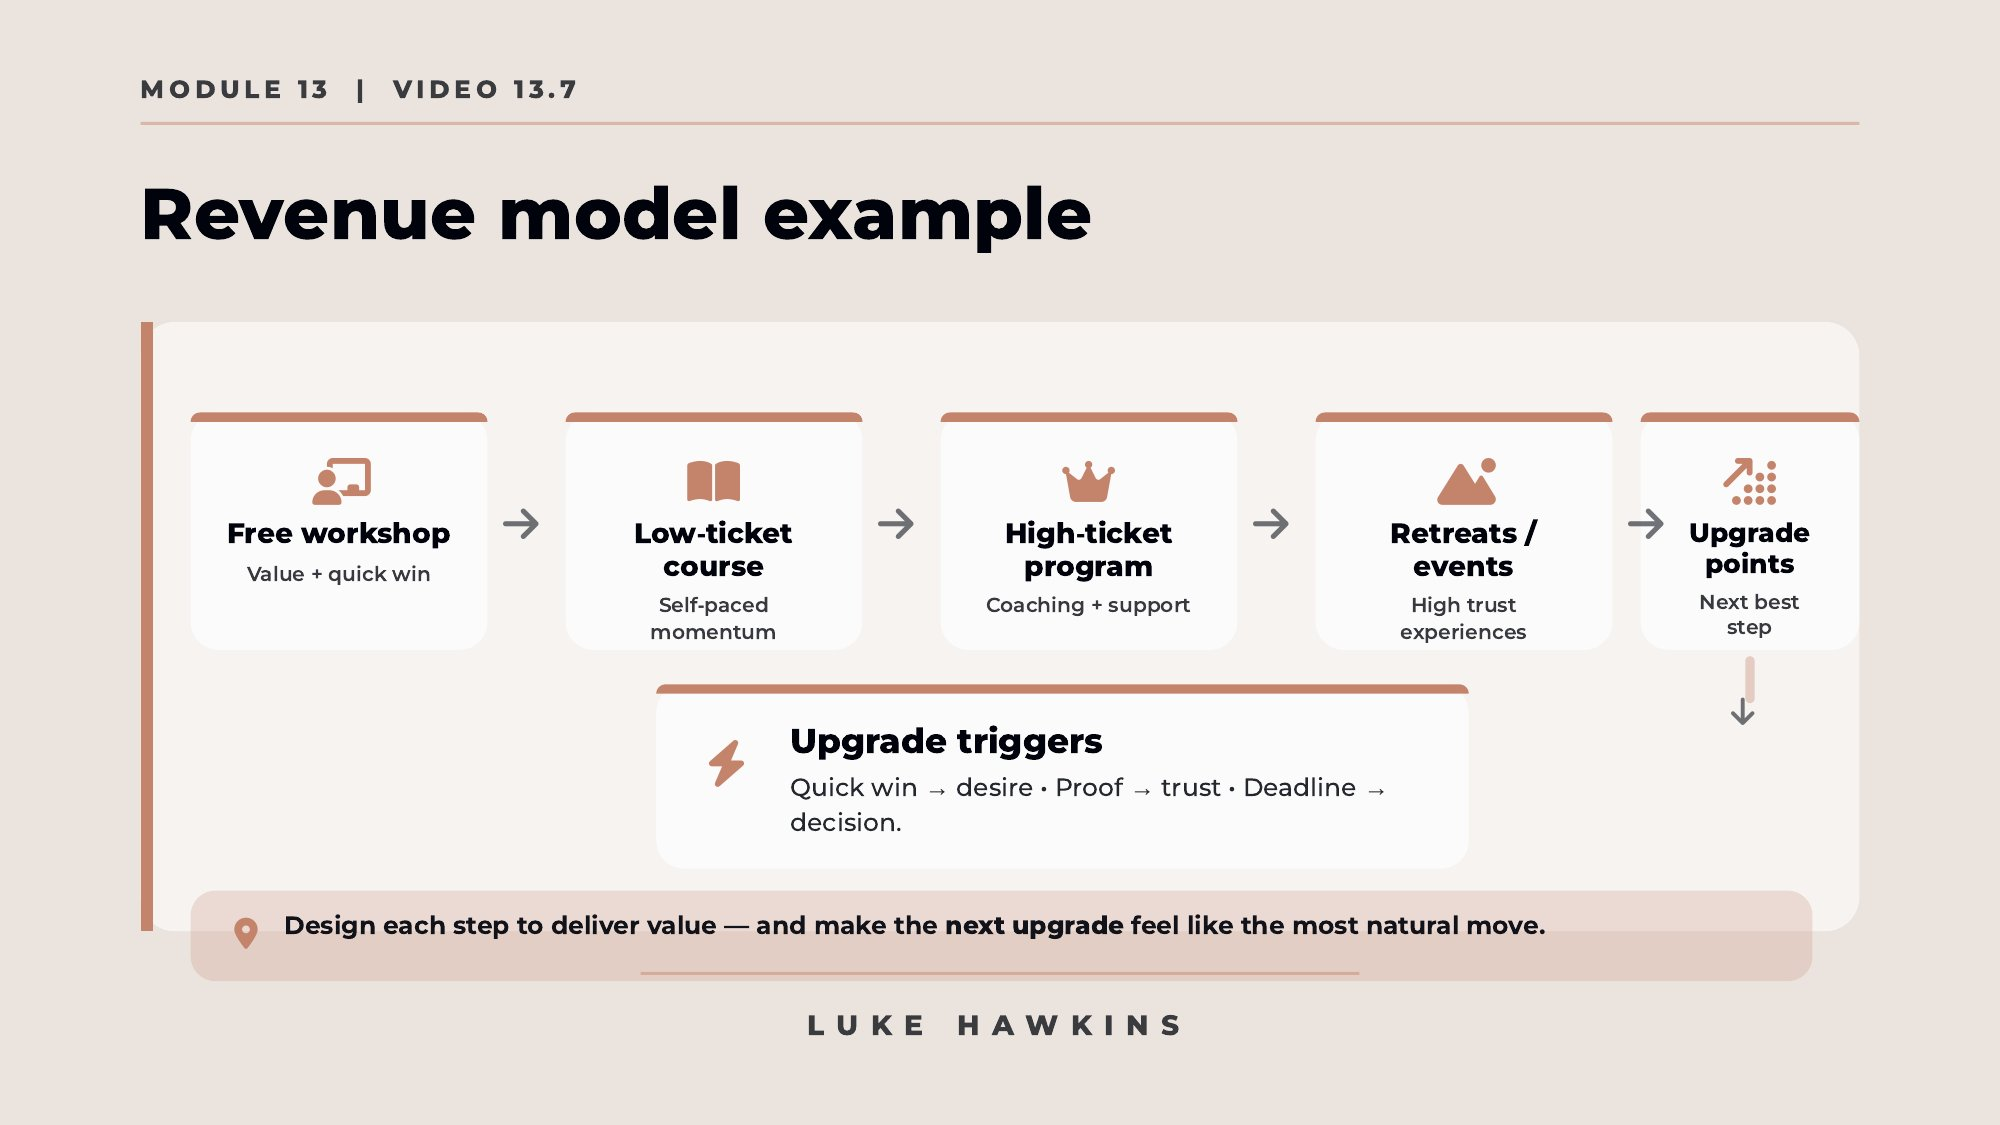 MODULE 13 | VIDEO 13.7
Revenue model example
Free workshop
Value + quick win
Low-ticket
course
Self-paced
momentum
High-ticket
program
Coaching + support
Retreats /
events
High trust
experiences
Upgrade
points
Next best
step
Upgrade triggers
Quick win → desire • Proof → trust • Deadline →
decision.
Design each step to deliver value — and make the next upgrade feel like the most natural move.
LUKE HAWKINS